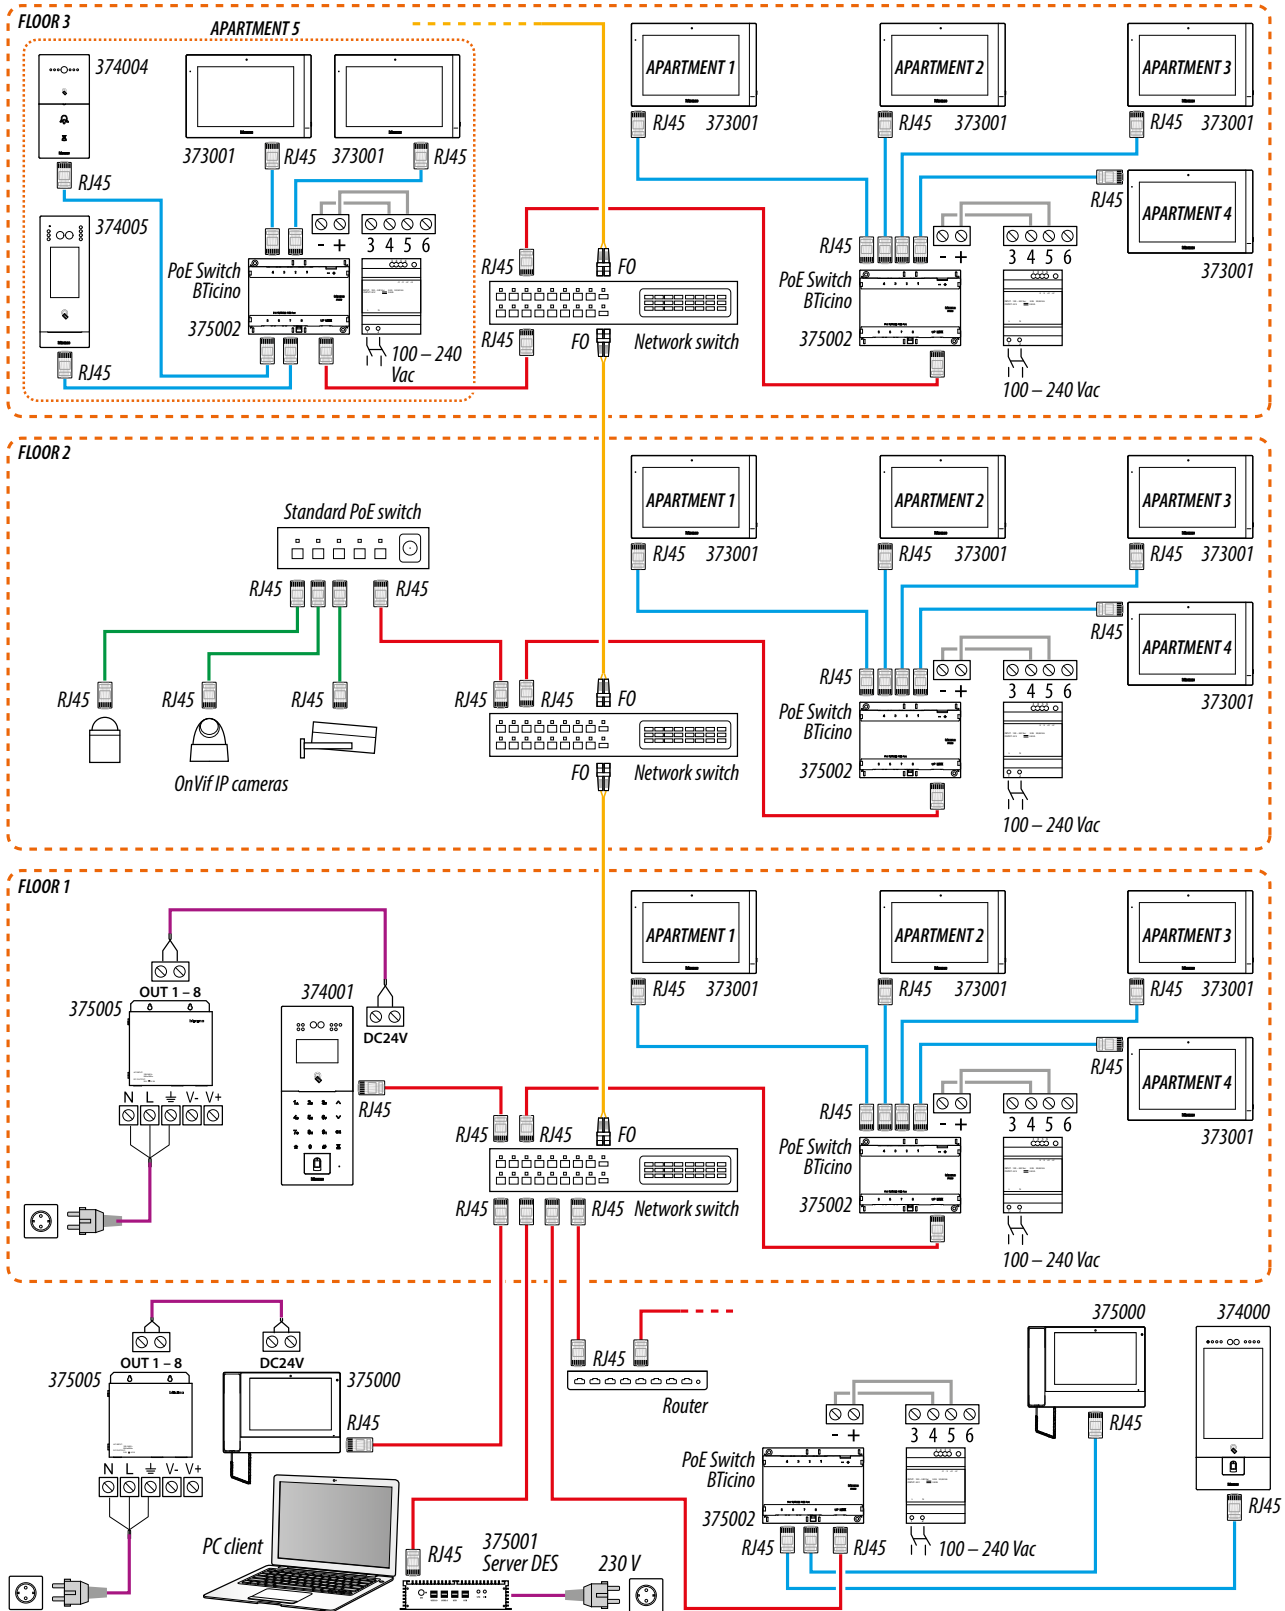 FLOOR 3
APARTMENT 5
374004
373001
RJ45
373001
RJ45
RJ45
374005
- +
3 4 5 6
PoE Switch
BTicino
375002
100 – 240
Vac
RJ45
RJ45
FO
RJ45
FO
Network switch
APARTMENT 1
RJ45 373001
APARTMENT 2
RJ45 373001
APARTMENT 3
RJ45 373001
RJ45
APARTMENT 4
373001
RJ45
- +
3 4 5 6
PoE Switch
BTicino
375002
100 – 240 Vac
FLOOR 2
Standard PoE switch
RJ45
RJ45
RJ45
RJ45
RJ45
OnVif IP cameras
RJ45
RJ45
FO
FO
Network switch
APARTMENT 1
RJ45 373001
APARTMENT 2
RJ45 373001
APARTMENT 3
RJ45 373001
RJ45
APARTMENT 4
373001
RJ45
- +
3 4 5 6
PoE Switch
BTicino
375002
100 – 240 Vac
FLOOR 1
OUT 1 – 8
375005
374001
DC24V
N L V- V+
RJ45
RJ45
RJ45
FO
RJ45
RJ45
Network switch
APARTMENT 1
RJ45 373001
APARTMENT 2
RJ45 373001
APARTMENT 3
RJ45 373001
RJ45
APARTMENT 4
373001
RJ45
- +
3 4 5 6
PoE Switch
BTicino
375002
100 – 240 Vac
OUT 1 – 8
DC24V
375005
375000
RJ45
N L V- V+
PC client
RJ45
375001
Server DES
230 V
RJ45
Router
- +
3 4 5 6
PoE Switch
BTicino
375002
RJ45
RJ45
100 – 240 Vac
375000
RJ45
374000
RJ45